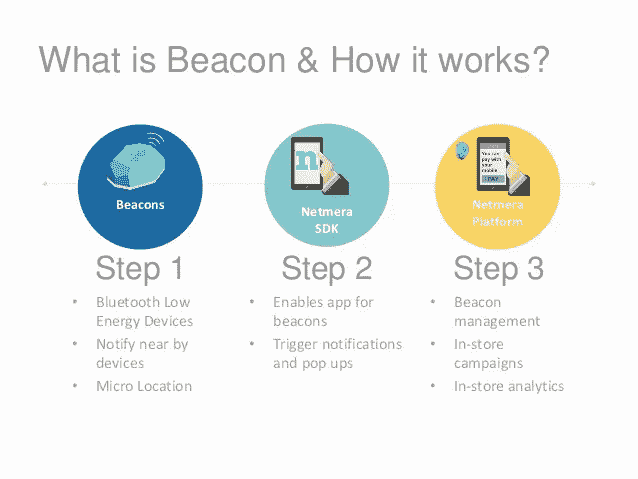 What is Beacon & How it works?
Beacons
n
Netmera
SDK
You can
pay with
your
mobile
PAY
Netmera
Platform
Step 1
• Bluetooth Low
Energy Devices
• Notify near by
devices
• Micro Location
Step 2
• Enables app for
beacons
• Trigger notifications
and pop ups
Step 3
• Beacon
management
• In-store
campaigns
• In-store analytics